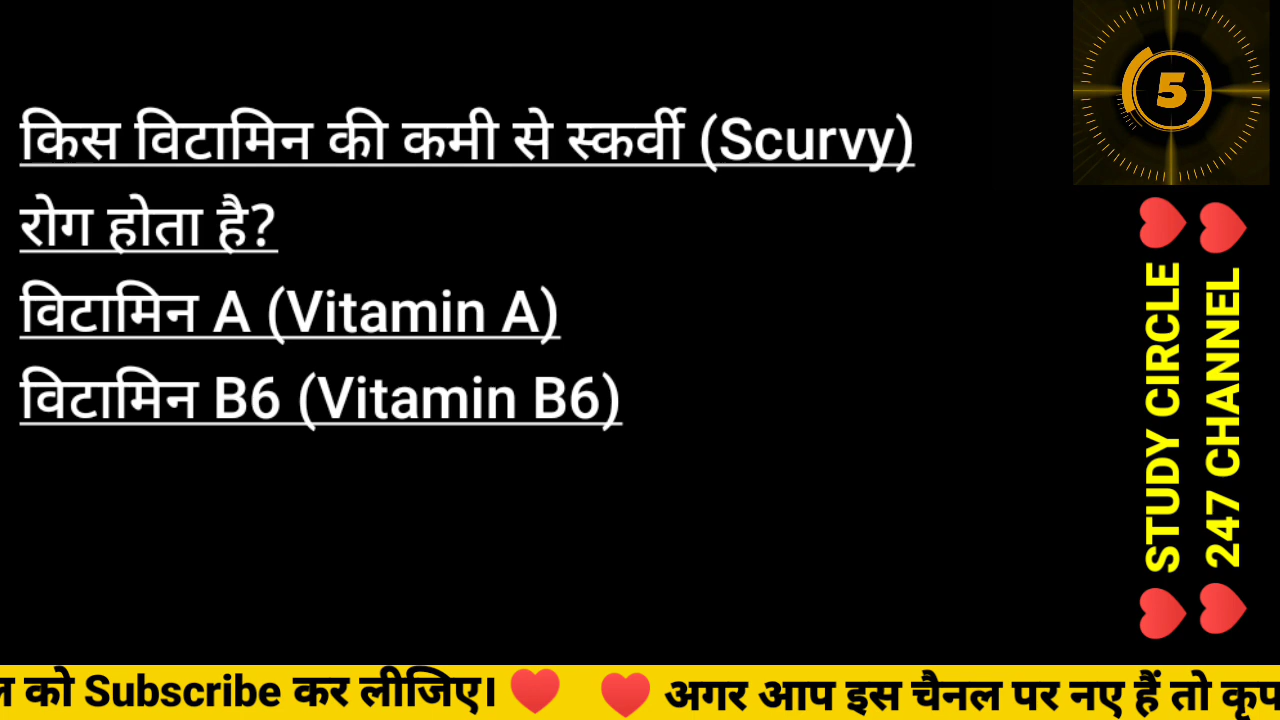 किस विटामिन की कमी से स्कर्वी (Scurvy)
रोग होता है?
विटामिन A (Vitamin A)
विटामिन B6 (Vitamin B6)
5
STUDY CIRCLE
247 CHANNEL
को Subscribe कर लीजिए। अगर आप इस चैनल पर नए हैं तो